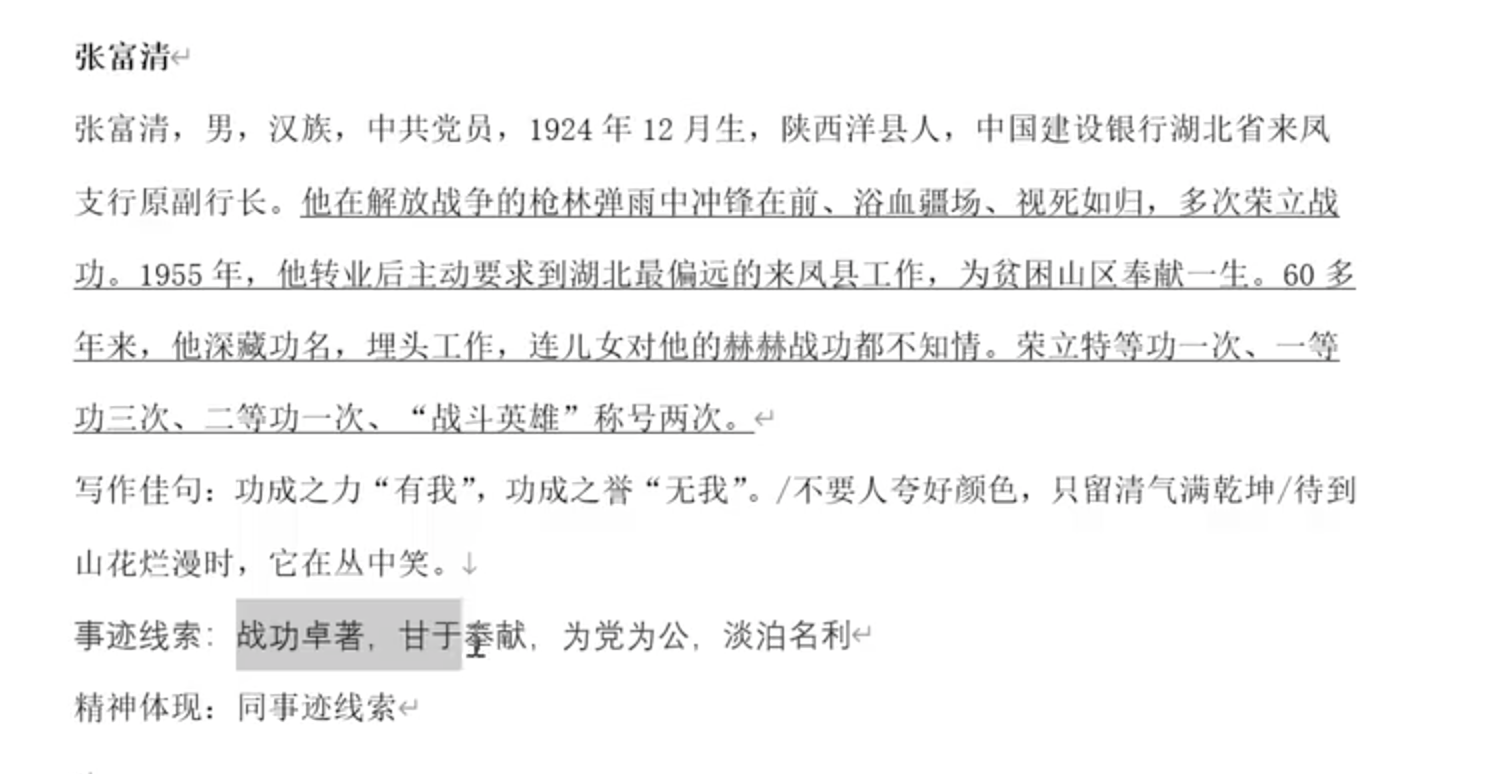 张富清
张富清，男，汉族，中共党员，1924 年 12 月生，陕西洋县人，中国建设银行湖北省来凤
支行原副行长。他在解放战争的枪林弹雨中冲锋在前、浴血疆场、视死如归，多次荣立战
功。1955 年，他转业后主动要求到湖北最偏远的来凤县工作，为贫困山区奉献一生。60 多
年来，他深藏功名，埋头工作，连儿女对他的赫赫战功都不知情。荣立特等功一次、一等
功三次、二等功一次、“战斗英雄”称号两次。
写作佳句：功成之力“有我”，功成之誉“无我”。/不要人夸好颜色，只留清气满乾坤/待到
山花烂漫时，它在丛中笑。
事迹线索：战功卓著，甘于奉献，为党为公，淡泊名利
精神体现：同事迹线索